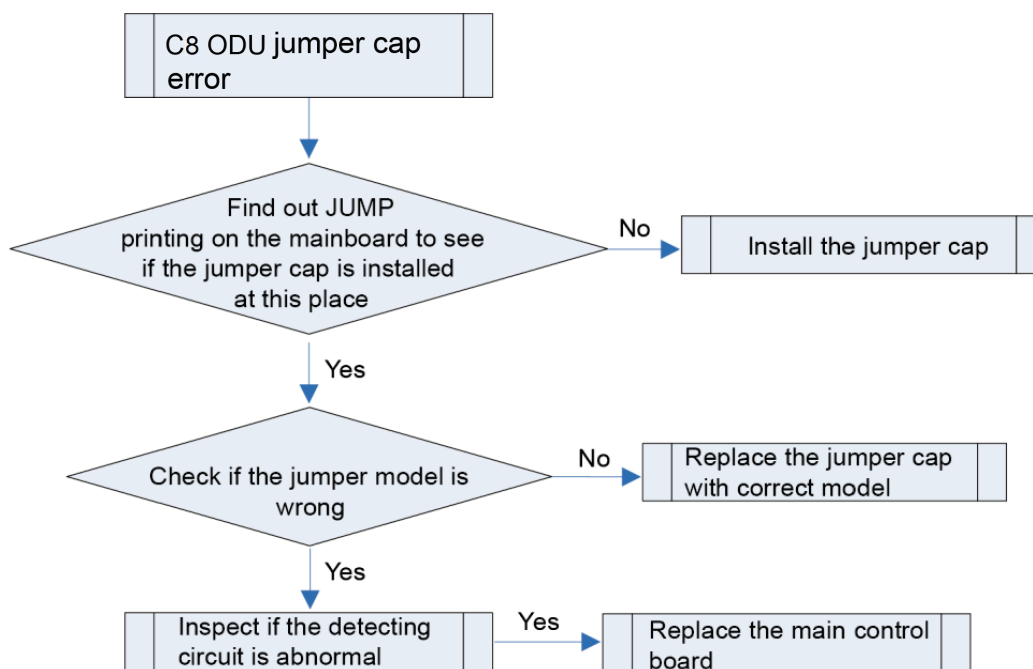 C8 ODU jumper cap
error
Find out JUMP
printing on the mainboard to see
if the jumper cap is installed
at this place
No
Install the jumper cap
Yes
Check if the jumper model is
wrong
No
Replace the jumper cap
with correct model
Yes
Inspect if the detecting
circuit is abnormal
Yes
Replace the main control
board